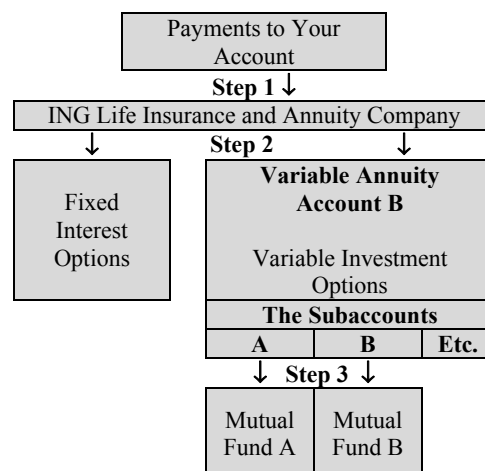 Payments to Your
Account
Step 1 ↓
ING Life Insurance and Annuity Company
↓ Step 2 ↓
Fixed
Interest
Options
Variable Annuity
Account B
Variable Investment
Options
The Subaccounts
A B Etc.
↓ Step 3 ↓
Mutual
Fund A
Mutual
Fund B